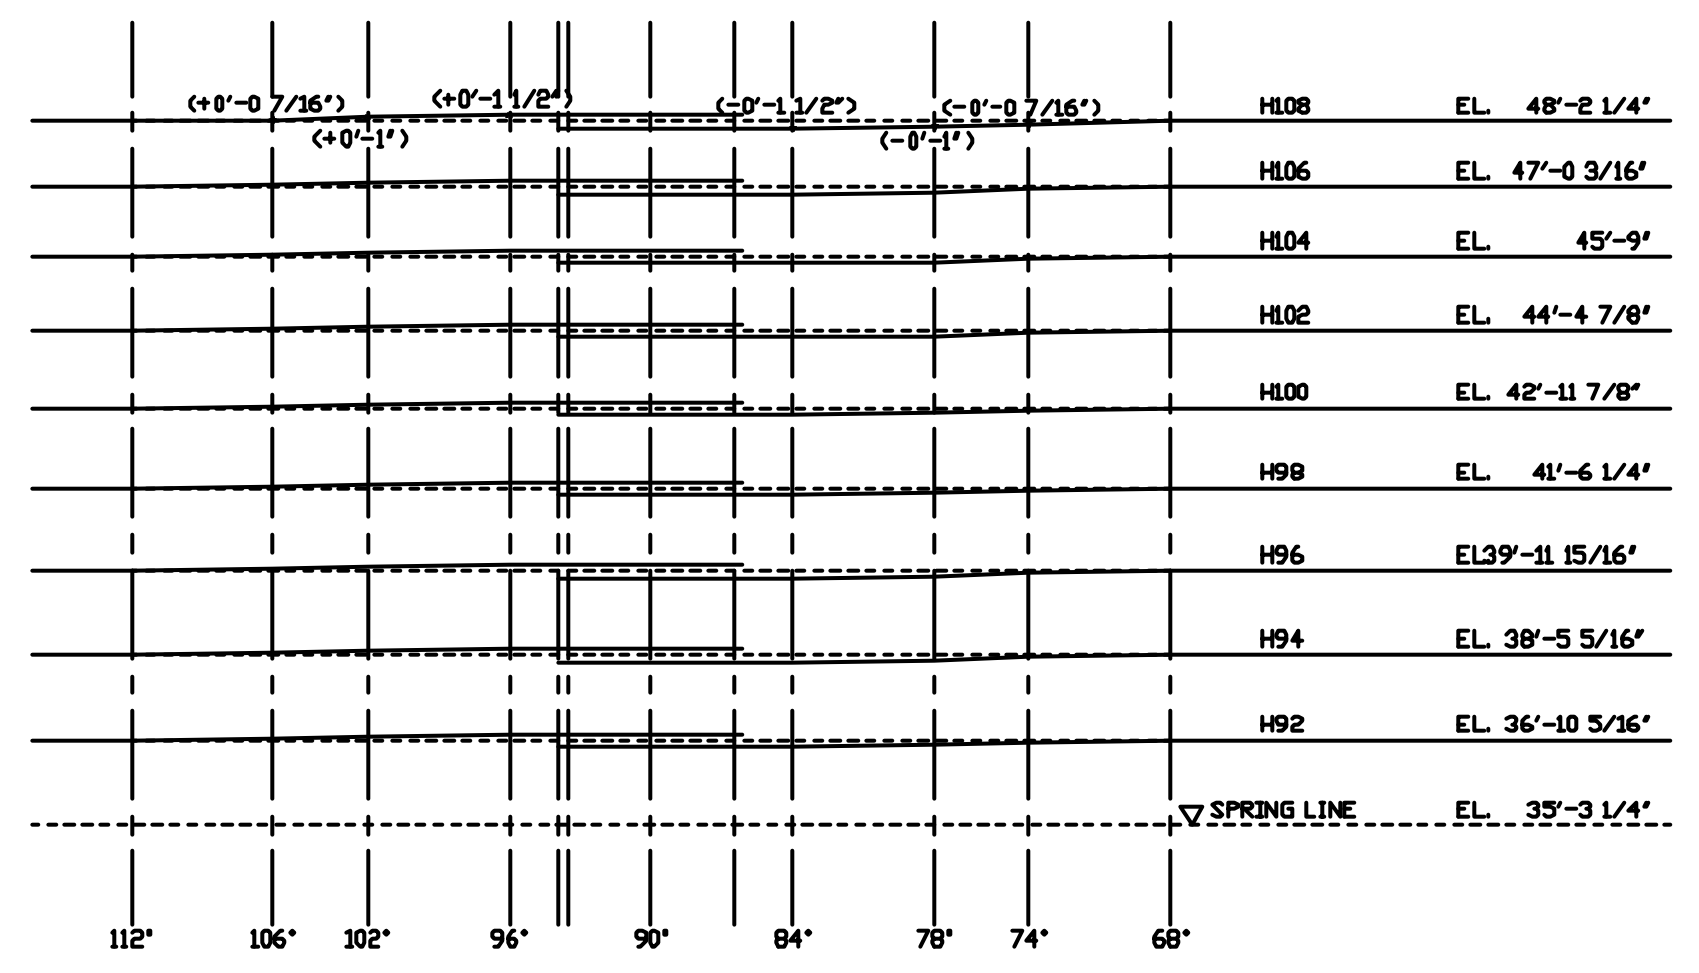 (+0'-0 7/16") (+0'-1 1/2") (-0'-1 1/2") (-0'-0 7/16") H108 EL. 48'-2 1/4"
(+0'-1") (-0'-1")
H106 EL. 47'-0 3/16"
H104 EL. 45'-9"
H102 EL. 44'-4 7/8"
H100 EL. 42'-11 7/8"
H98 EL. 41'-6 1/4"
H96 EL39'-11 15/16"
H94 EL. 38'-5 5/16"
H92 EL. 36'-10 5/16"
SPRING LINE EL. 35'-3 1/4"
112° 106° 102° 96° 90° 84° 78° 74° 68°